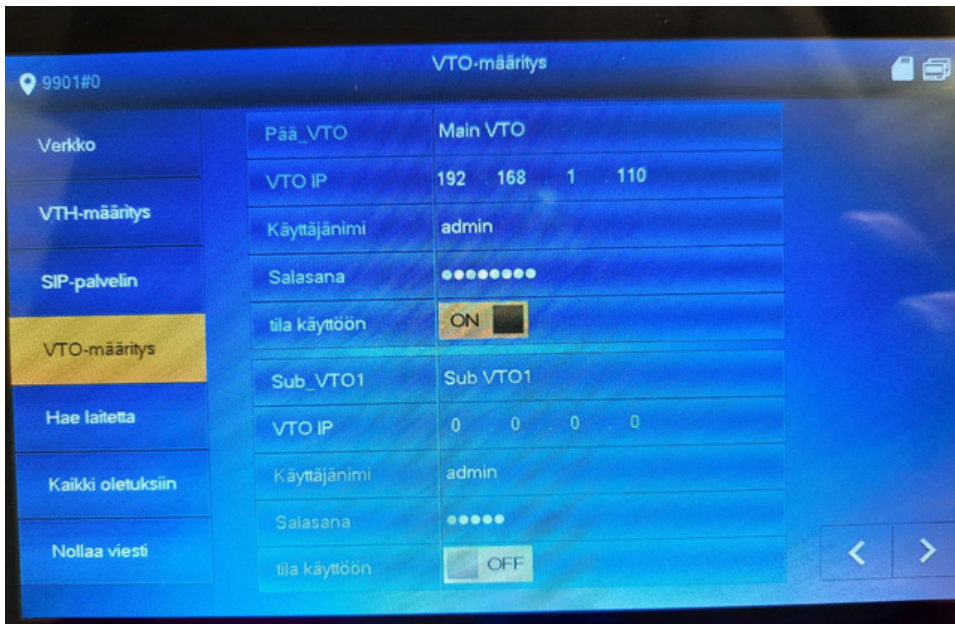 VTO-määritys
9901#0
Verkko
VTH-määritys
SIP-palvelin
VTO-määritys
Hae laitetta
Kaikki oletuksiin
Nollaa viesti
Pää_VTO Main VTO
VTO IP 192 . 168 . 1 . 110
Käyttäjänimi admin
Salasana ●●●●●●●●
tila käyttöön ON
Sub_VTO1 Sub VTO1
VTO IP 0 . 0 . 0 . 0
Käyttäjänimi admin
Salasana ●●●●●
tila käyttöön OFF